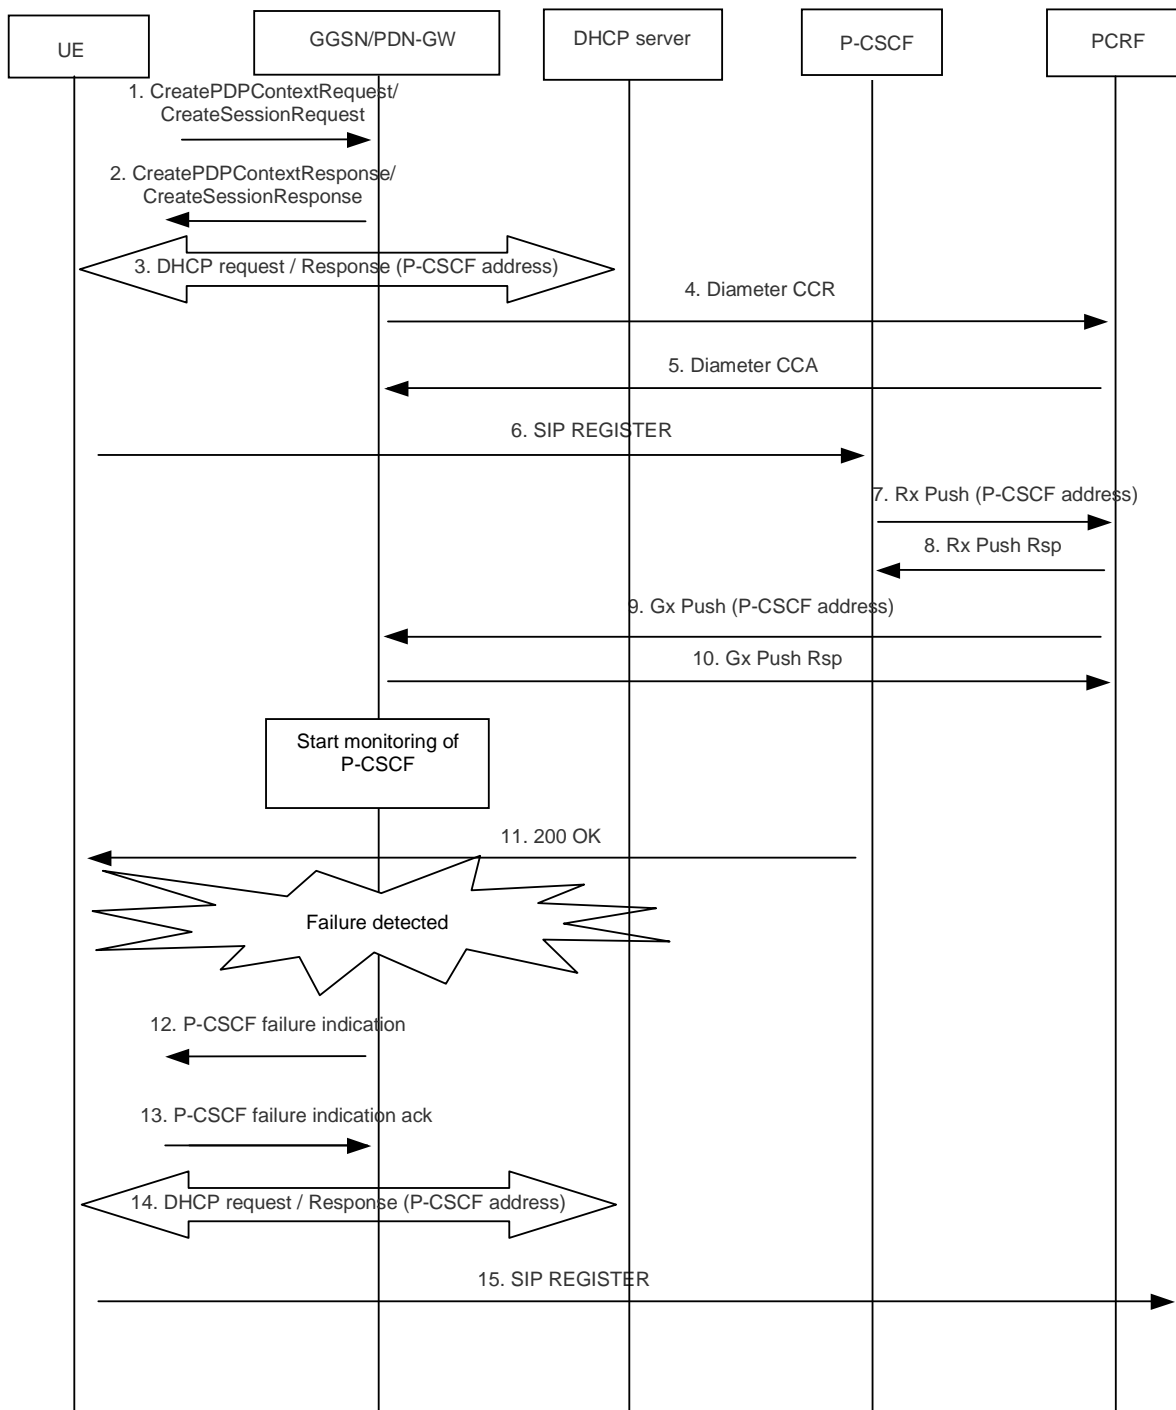 UE
GGSN/PDN-GW
DHCP server
P-CSCF
PCRF
1. CreatePDPContextRequest/
CreateSessionRequest
2. CreatePDPContextResponse/
CreateSessionResponse
3. DHCP request / Response (P-CSCF address)
4. Diameter CCR
5. Diameter CCA
6. SIP REGISTER
7. Rx Push (P-CSCF address)
8. Rx Push Rsp
9. Gx Push (P-CSCF address)
10. Gx Push Rsp
Start monitoring of
P-CSCF
11. 200 OK
Failure detected
12. P-CSCF failure indication
13. P-CSCF failure indication ack
14. DHCP request / Response (P-CSCF address)
15. SIP REGISTER